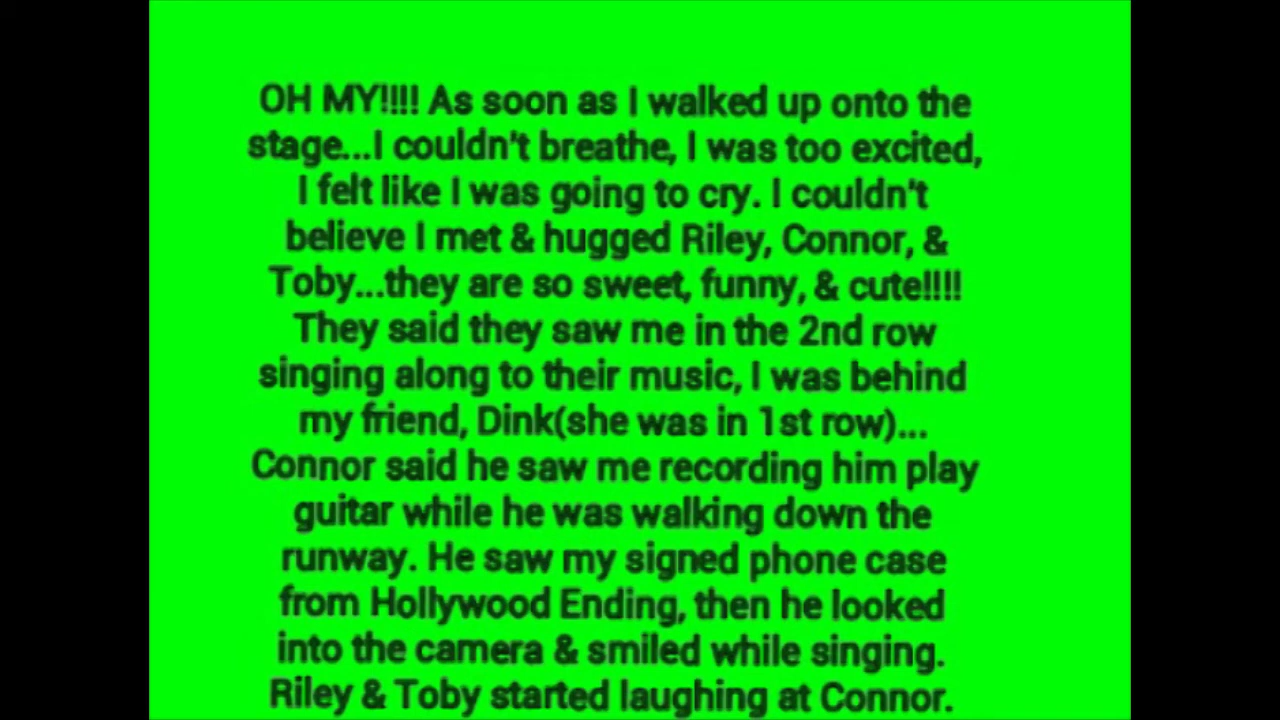 OH MY!!!! As soon as I walked up onto the
stage...I couldn't breathe, I was too excited,
I felt like I was going to cry. I couldn't
believe I met & hugged Riley, Connor, &
Toby...they are so sweet, funny, & cute!!!!
They said they saw me in the 2nd row
singing along to their music, I was behind
my friend, Dink(she was in 1st row)...
Connor said he saw me recording him play
guitar while he was walking down the
runway. He saw my signed phone case
from Hollywood Ending, then he looked
into the camera & smiled while singing.
Riley & Toby started laughing at Connor.